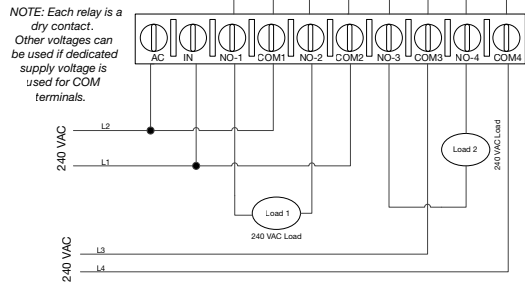 NOTE: Each relay is a
dry contact.
Other voltages can
be used if dedicated
supply voltage is
used for COM
terminals.
AC IN NO-1 COM1 NO-2 COM2 NO-3 COM3 NO-4 COM4
240 VAC
L2
L1
Load 1
240 VAC Load
Load 2
240 VAC Load
240 VAC
L3
L4